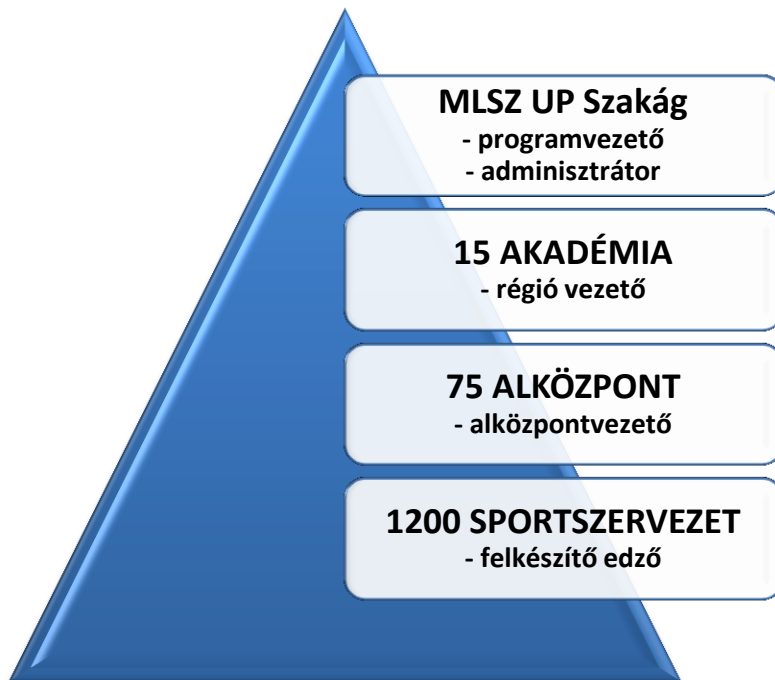 MLSZ UP Szakág
- programvezető
- adminisztrátor
15 AKADÉMIA
- régió vezető
75 ALKÖZPONT
- alközpontvezető
1200 SPORTSZERVEZET
- felkészítő edző